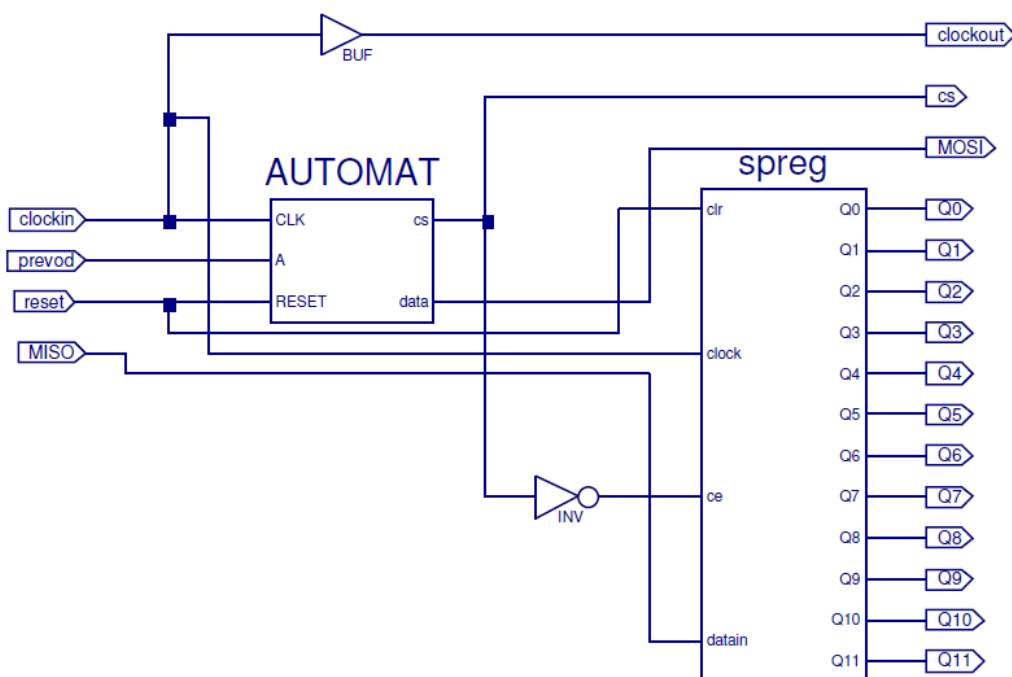 clockout
BUF
cs
MOSI
AUTOMAT
spreg
clockin
CLK
cs
clr
Q0
Q0
prevod
A
Q1
Q1
reset
RESET
data
Q2
Q2
Q3
Q3
MISO
clock
Q4
Q4
Q5
Q5
Q6
Q6
INV
ce
Q7
Q7
Q8
Q8
Q9
Q9
Q10
Q10
datain
Q11
Q11